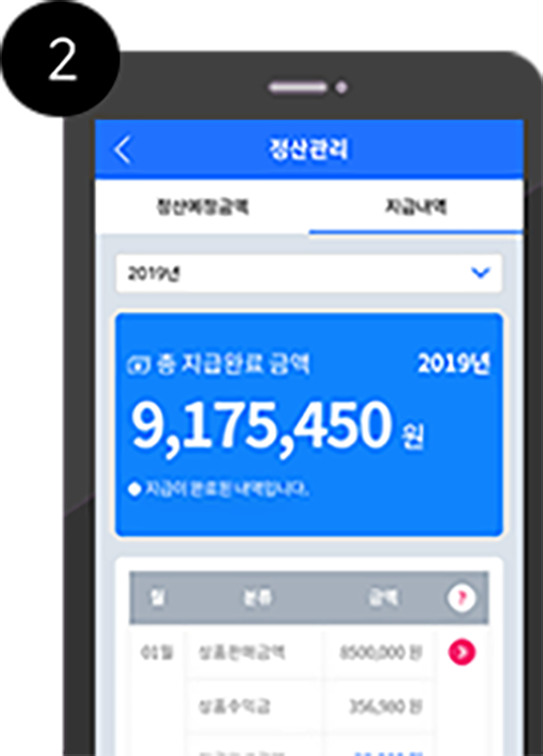 2
정산관리
정산예정금액 지급내역
2019년
총 지급완료 금액 2019년
9,175,450 원
지급이 완료된 내역입니다.
월 분류 금액 ?
01월 상품판매금액 8500,000 원
상품수익금 356,980 원